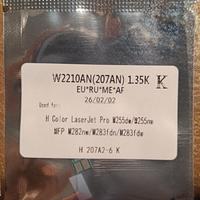 W2210AN(207AN) 1.35K K
EU*RU*ME*AF
26/02/02
Used for:
H Color LaserJet Pro M255dw/M255nw
MFP M282nw/M283fdn/M283fdw
H 207A2-6 K